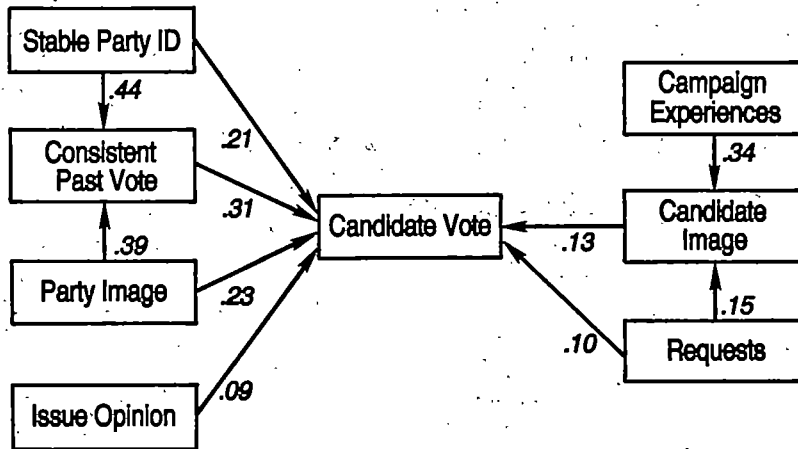 Stable Party ID
.44
.21
Consistent
Past Vote
.31
.39
Party Image
.23
Issue Opinion
.09
Candidate Vote
Campaign
Experiences
.34
Candidate
Image
.13
.15
.10
Requests